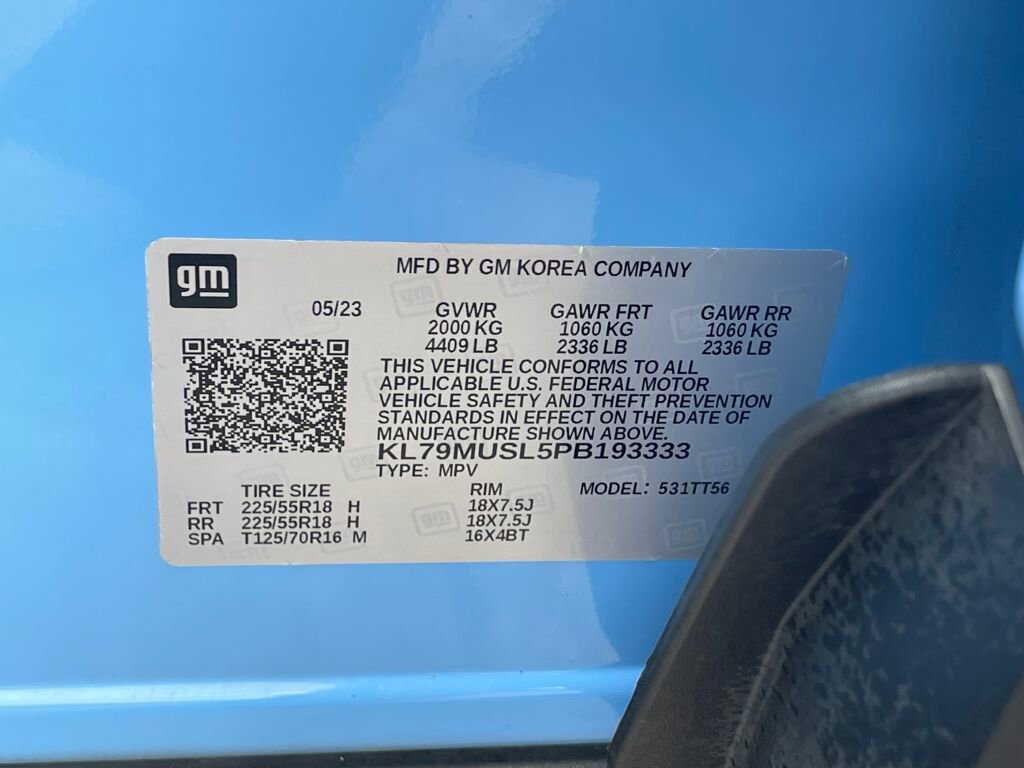 gm
MFD BY GM KOREA COMPANY
05/23 GVWR GAWR FRT GAWR RR
2000 KG 1060 KG 1060 KG
4409 LB 2336 LB 2336 LB
THIS VEHICLE CONFORMS TO ALL
APPLICABLE U.S. FEDERAL MOTOR
VEHICLE SAFETY AND THEFT PREVENTION
STANDARDS IN EFFECT ON THE DATE OF
MANUFACTURE SHOWN ABOVE.
KL79MUSL5PB193333
TYPE: MPV MODEL: 531TT56
TIRE SIZE RIM
FRT 225/55R18 H 18X7.5J
RR 225/55R18 H 18X7.5J
SPA T125/70R16 M 16X4BT